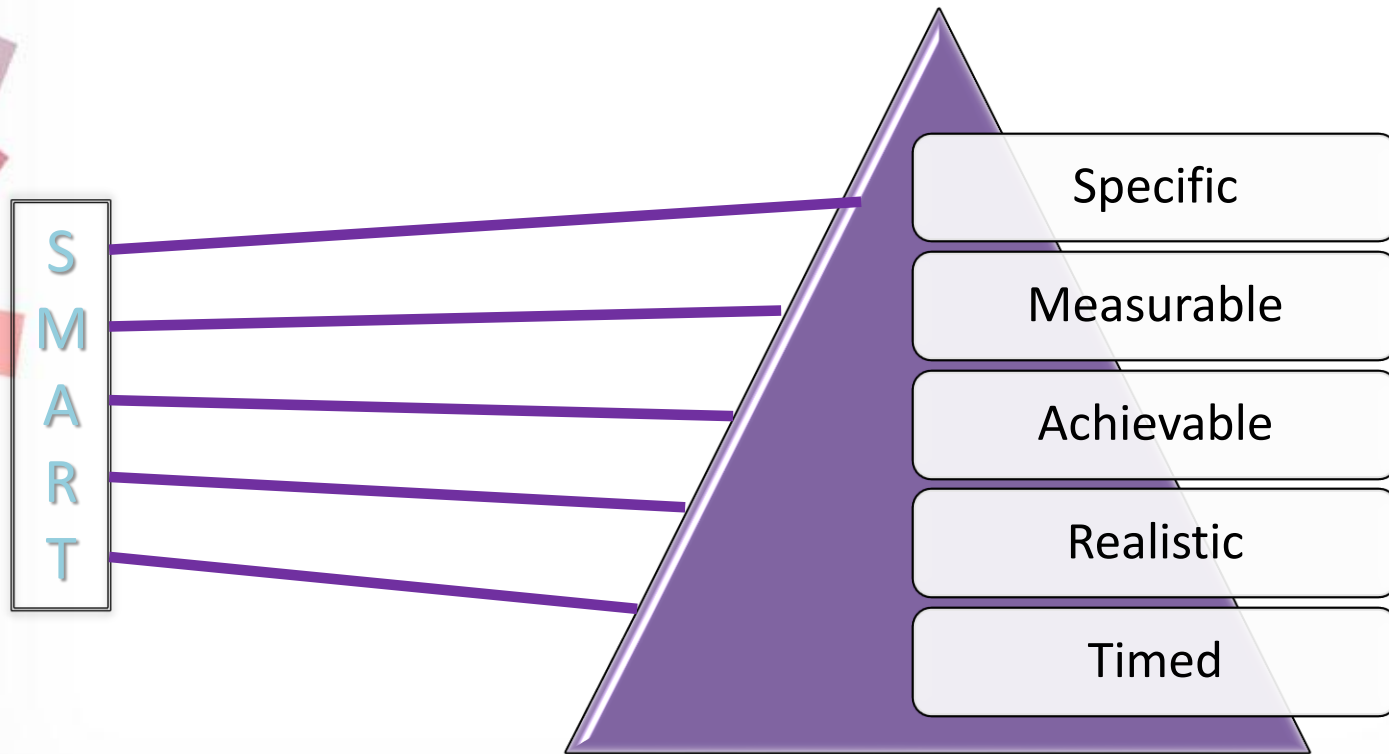 S
M
A
R
T
Specific
Measurable
Achievable
Realistic
Timed